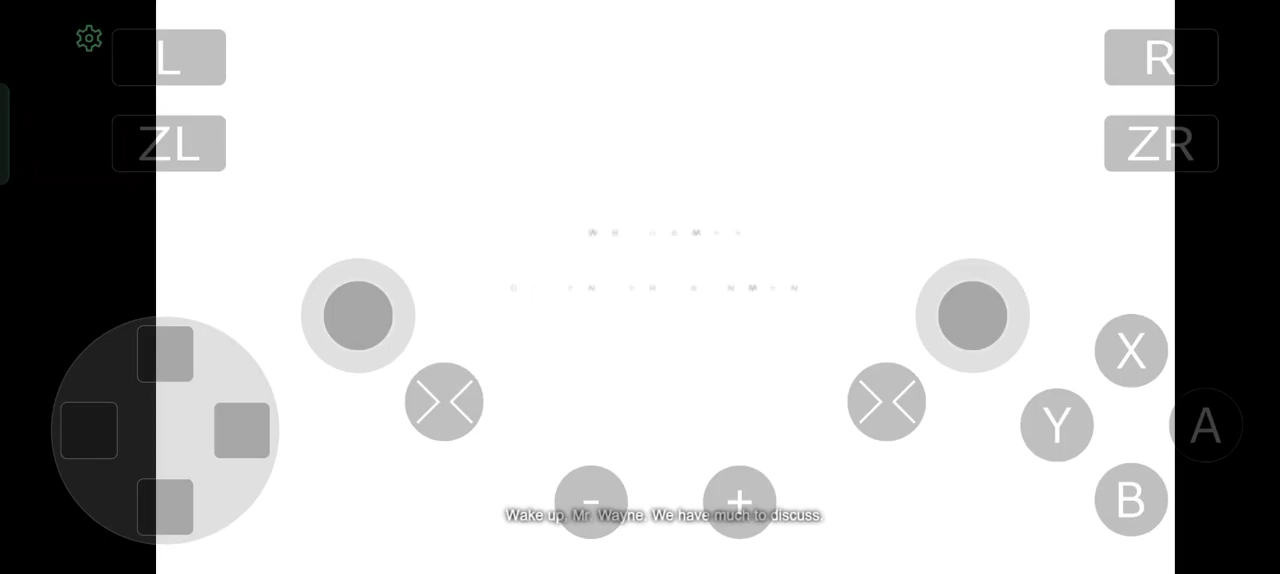 L
R
ZL
ZR
X
Y
A
B
- +
Wake up, Mr. Wayne. We have much to discuss.